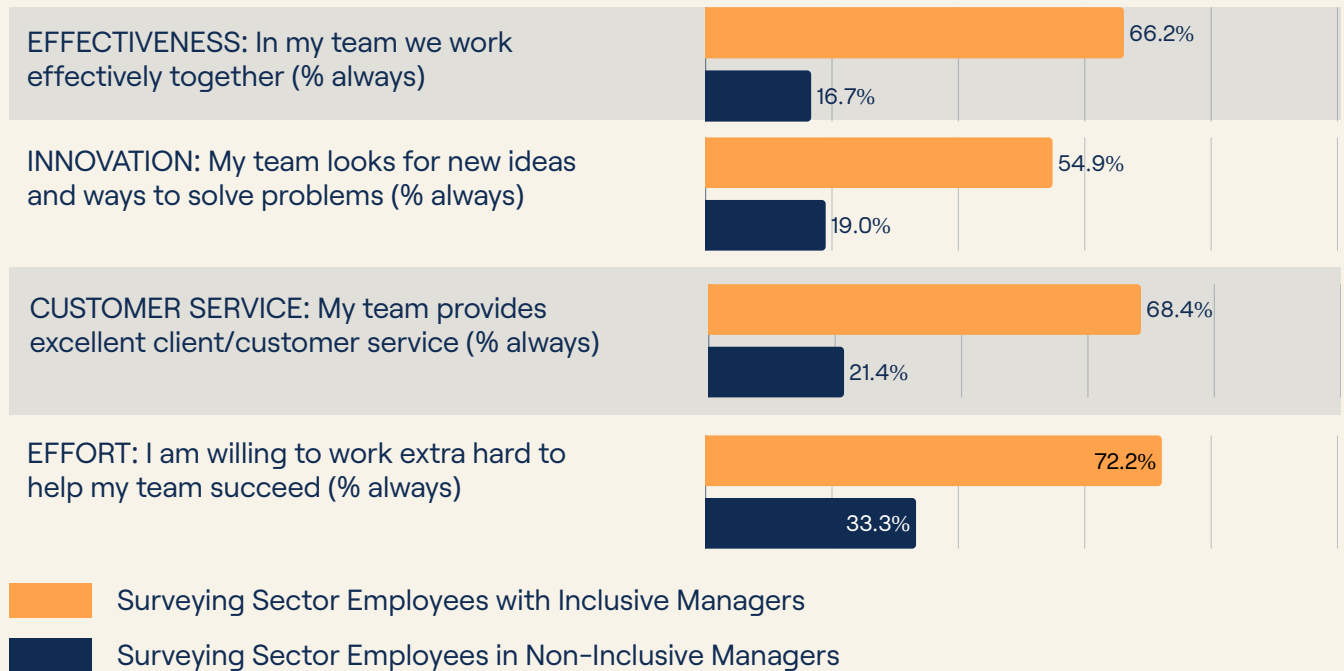 EFFECTIVENESS: In my team we work
effectively together (% always)
66.2%
16.7%
INNOVATION: My team looks for new ideas
and ways to solve problems (% always)
54.9%
19.0%
CUSTOMER SERVICE: My team provides
excellent client/customer service (% always)
68.4%
21.4%
EFFORT: I am willing to work extra hard to
help my team succeed (% always)
72.2%
33.3%
Surveying Sector Employees with Inclusive Managers
Surveying Sector Employees in Non-Inclusive Managers